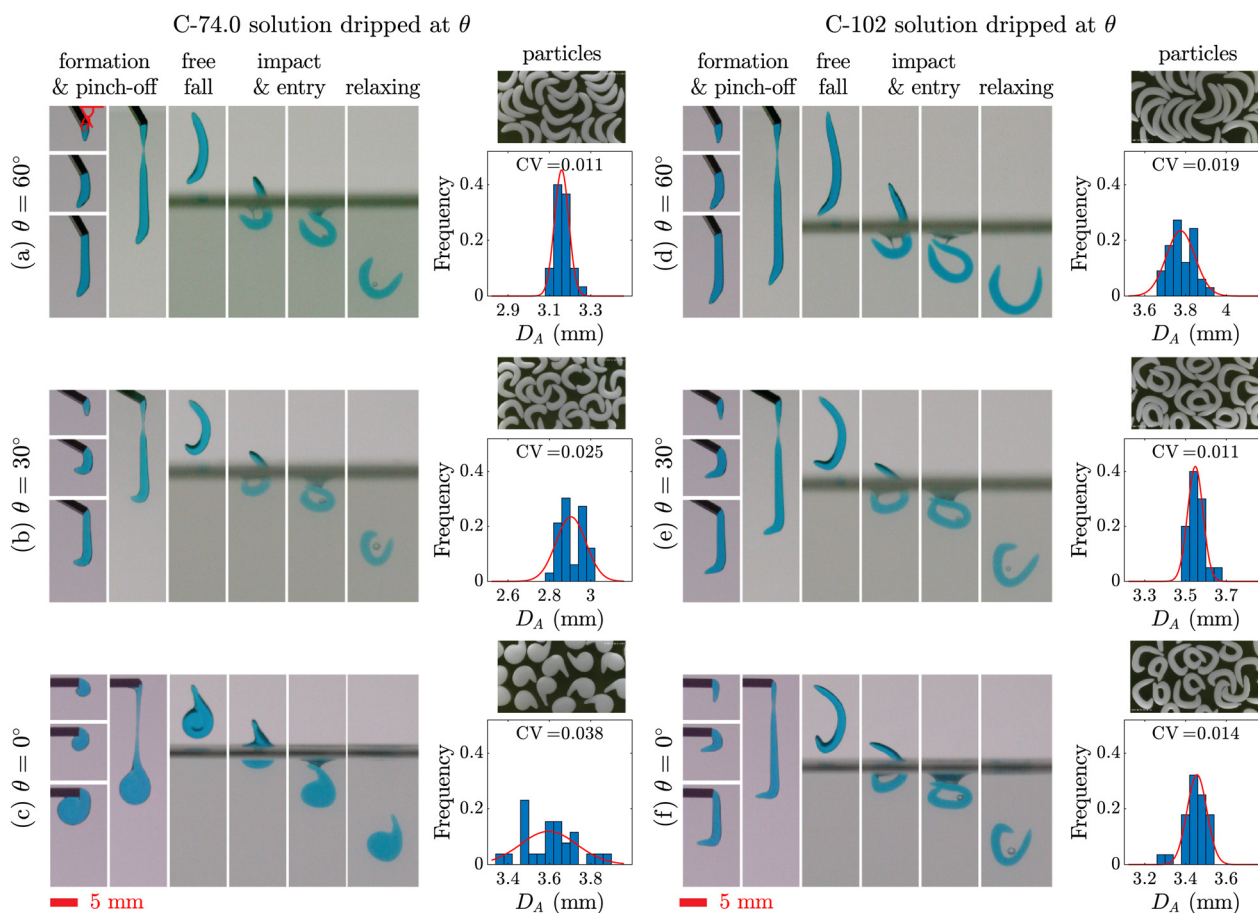 C-74.0 solution dripped at θ
C-102 solution dripped at θ
formation
& pinch-off
free
fall
impact
& entry
relaxing
particles
formation
& pinch-off
free
fall
impact
& entry
relaxing
particles
(a) θ = 60°
CV =0.011
Frequency
0.4
0.2
0
2.9 3.1 3.3
D_A (mm)
(d) θ = 60°
CV =0.019
Frequency
0.4
0.2
0
3.6 3.8 4
D_A (mm)
(b) θ = 30°
CV =0.025
Frequency
0.4
0.2
0
2.6 2.8 3
D_A (mm)
(e) θ = 30°
CV =0.011
Frequency
0.4
0.2
0
3.3 3.5 3.7
D_A (mm)
(c) θ = 0°
CV =0.038
Frequency
0.4
0.2
0
3.4 3.6 3.8
D_A (mm)
(f) θ = 0°
CV =0.014
Frequency
0.4
0.2
0
3.2 3.4 3.6
D_A (mm)
5 mm
5 mm